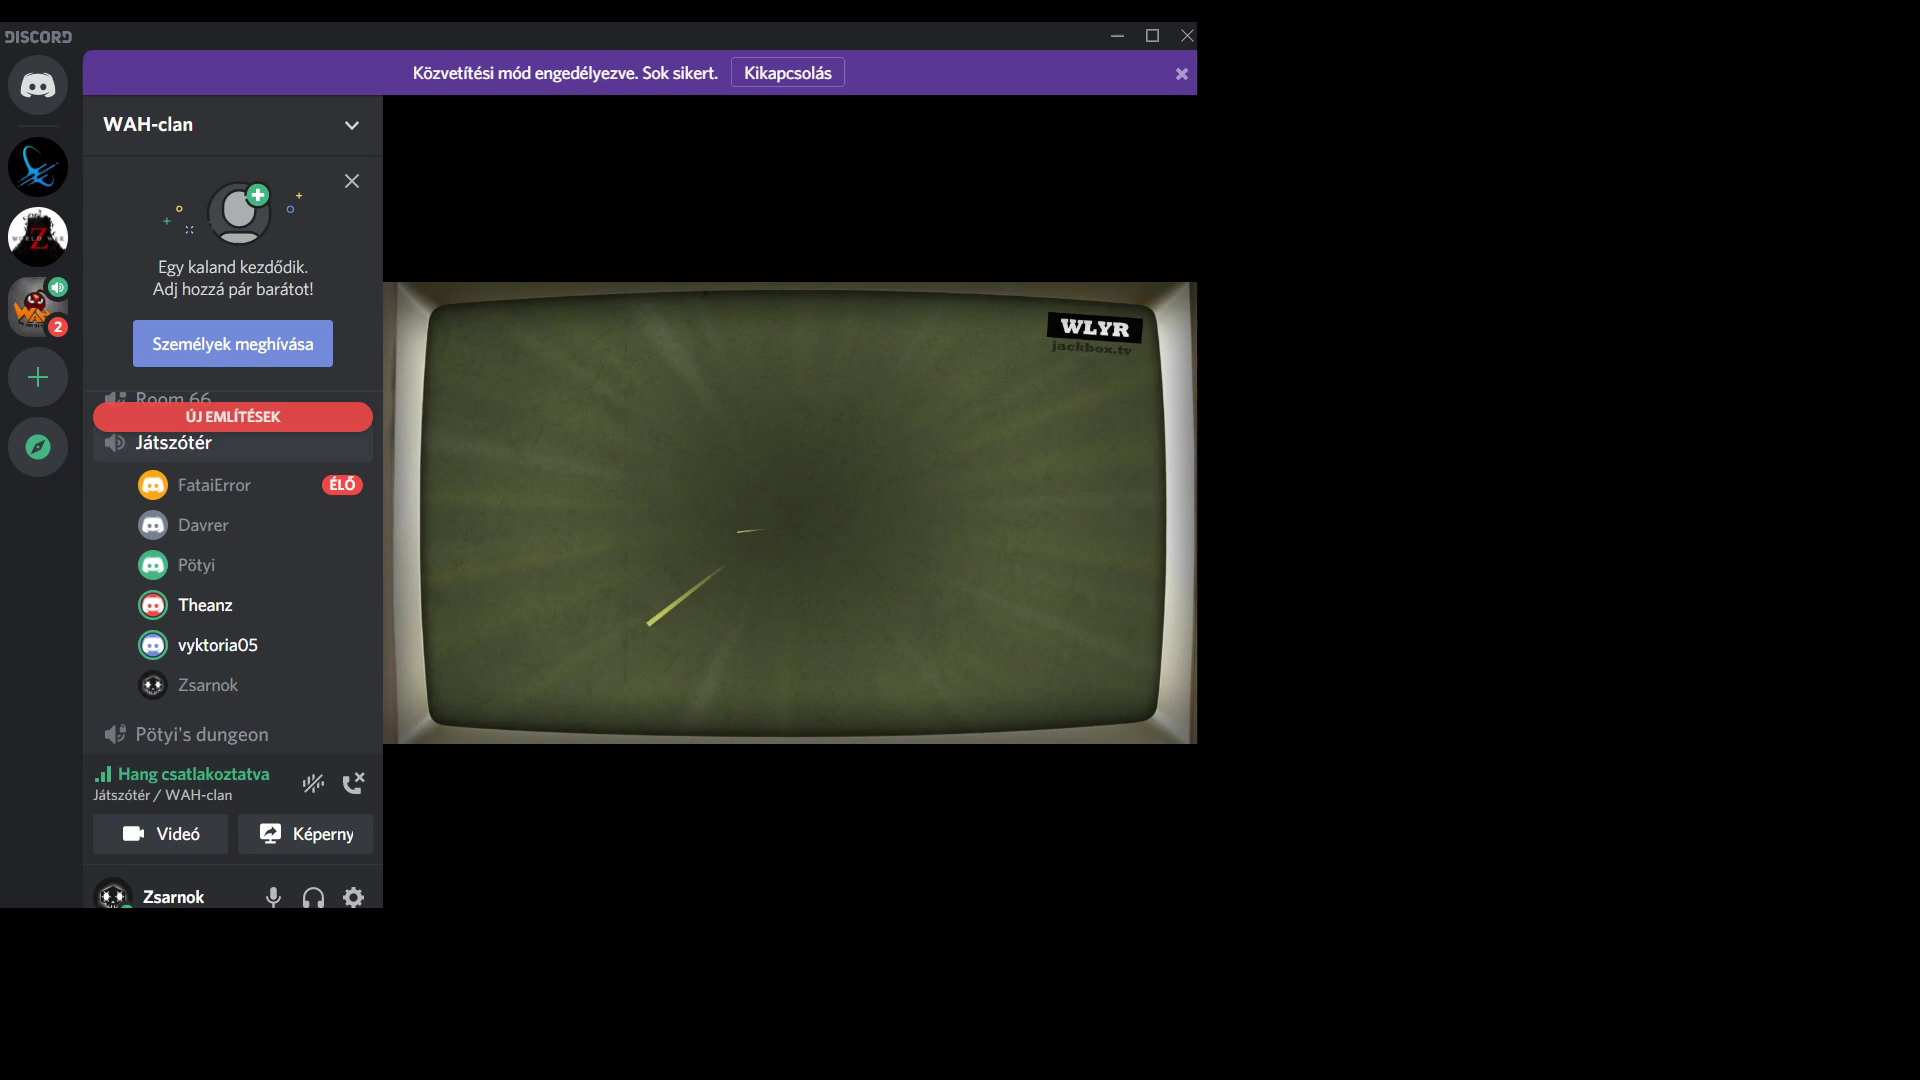 DISCORD
Közvetítési mód engedélyezve. Sok sikert.
Kikapcsolás
WAH-clan
Egy kaland kezdődik.
Adj hozzá pár barátot!
Személyek meghívása
2
Room 66
ÚJ EMLÍTÉSEK
Játszótér
FataiError
ÉLŐ
Davrer
Pötyi
Theanz
vyktoria05
Zsarnok
Pötyi's dungeon
Hang csatlakoztatva
Játszótér / WAH-clan
Videó
Képerny
Zsarnok
WLYR
jackbox.tv